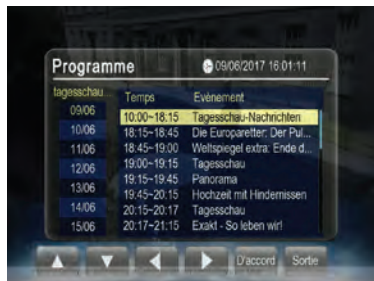 Programme
09/06/2017 16:01:11
tagesschau
Temps Evénement
09/06
10:00~18:15 Tagesschau-Nachrichten
10/06
18:15~18:45 Die Europaretter: Der Pul...
11/06
18:45~19:00 Weltspiegel extra: Ende d...
12/06
19:00~19:15 Tagesschau
13/06
19:15~19:45 Panorama
19:45~20:15 Hochzeit mit Hindernissen
14/06
20:15~20:17 Tagesschau
15/06
20:17~21:15 Exakt - So leben wir!
D'accord
Sortie